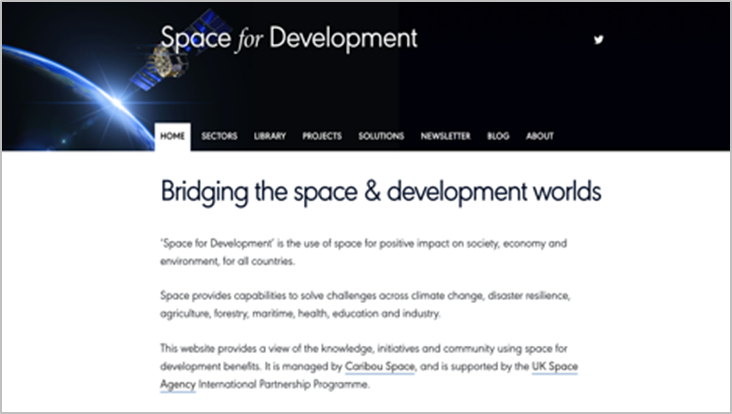 Space for Development
HOME SECTORS LIBRARY PROJECTS SOLUTIONS NEWSLETTER BLOG ABOUT
Bridging the space & development worlds
'Space for Development' is the use of space for positive impact on society, economy and
environment, for all countries.
Space provides capabilities to solve challenges across climate change, disaster resilience,
agriculture, forestry, maritime, health, education and industry.
This website provides a view of the knowledge, initiatives and community using space for
development benefits. It is managed by Caribou Space, and is supported by the UK Space
Agency International Partnership Programme.